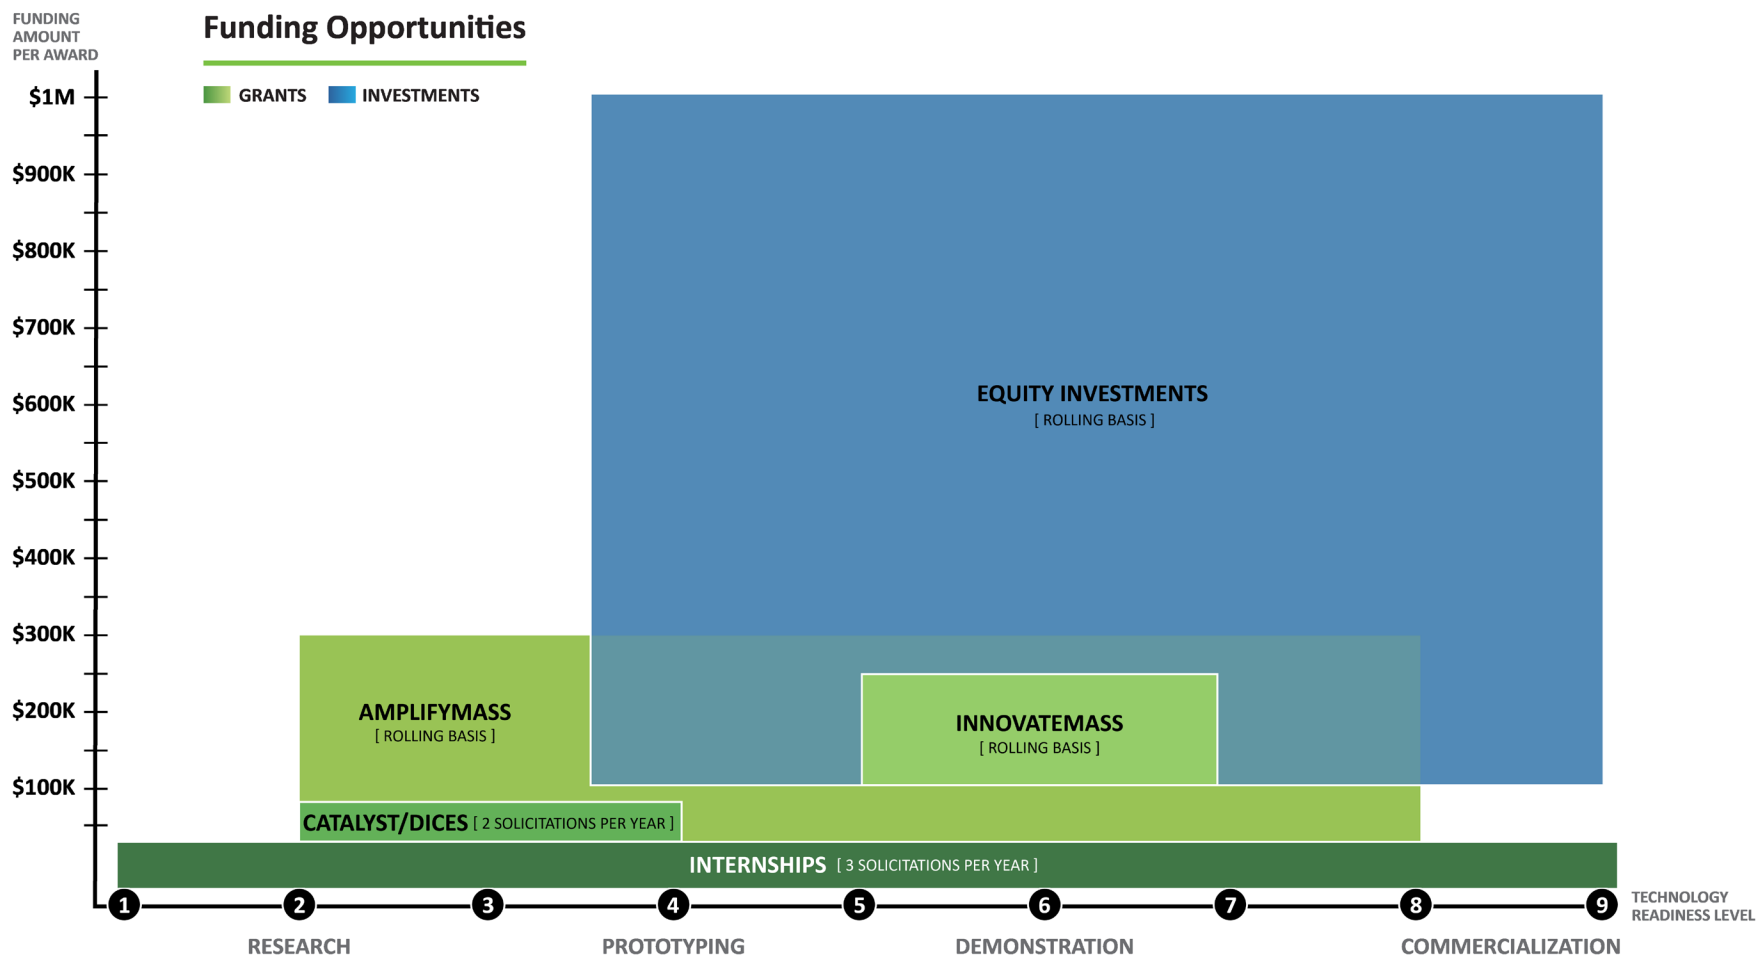 FUNDING
AMOUNT
PER AWARD
Funding Opportunities
GRANTS
INVESTMENTS
$1M
$900K
$800K
$700K
$600K
$500K
$400K
$300K
$200K
$100K
EQUITY INVESTMENTS
[ ROLLING BASIS ]
AMPLIFYMASS
[ ROLLING BASIS ]
INNOVATEMASS
[ ROLLING BASIS ]
CATALYST/DICES [ 2 SOLICITATIONS PER YEAR ]
INTERNSHIPS [ 3 SOLICITATIONS PER YEAR ]
1 2 3 4 5 6 7 8 9
TECHNOLOGY
READINESS LEVEL
RESEARCH PROTOTYPING DEMONSTRATION COMMERCIALIZATION